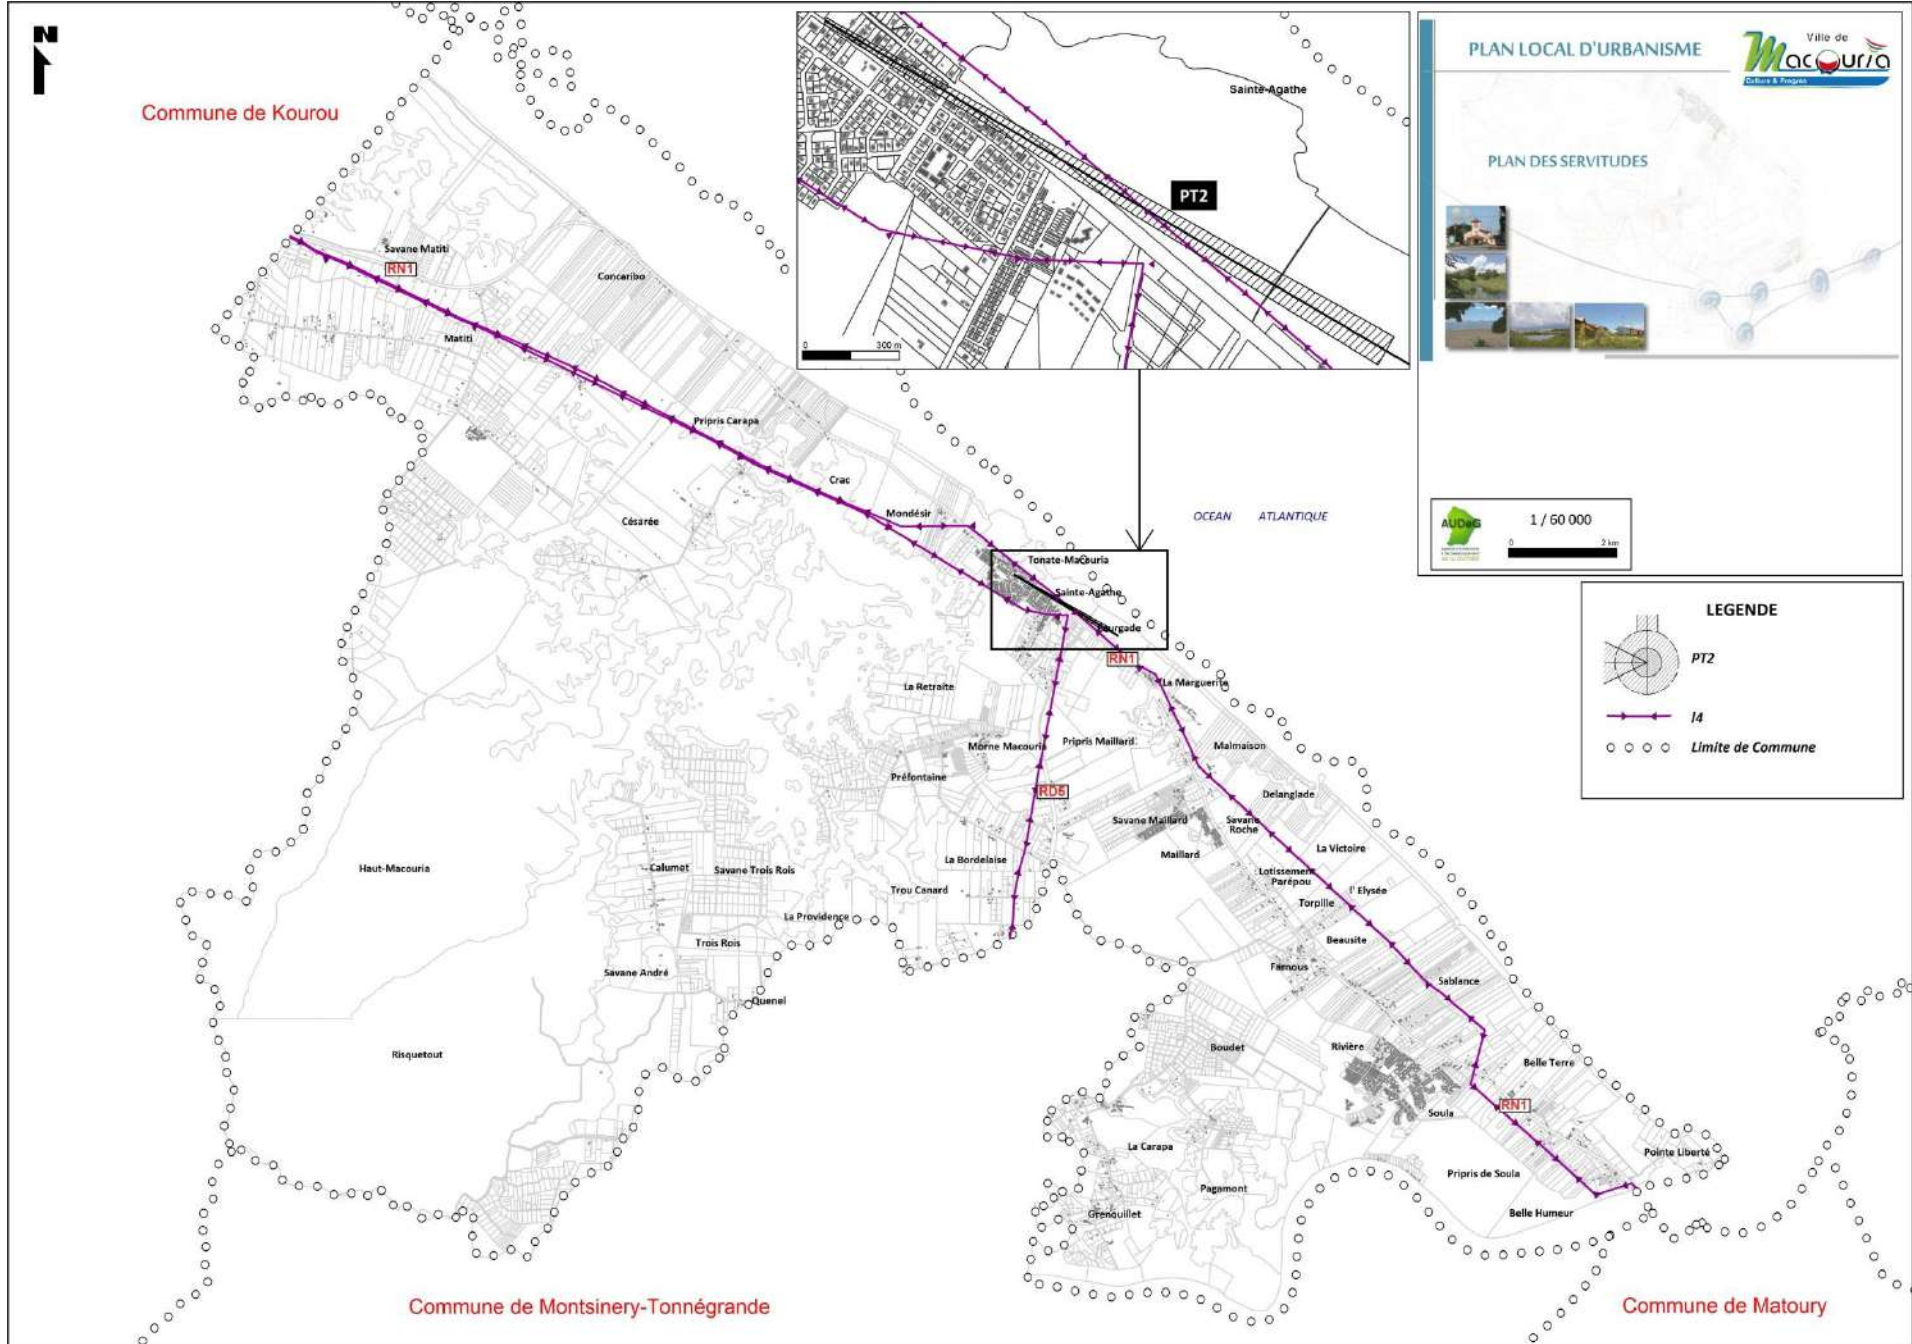 N
Commune de Kourou
Sainte-Agathe
PT2
0 300 m
PLAN LOCAL D'URBANISME
Ville de
Macouria
Culture & Progrès
PLAN DES SERVITUDES
AUDeG
1 / 60 000
0 2 km
LEGENDE
PT2
I4
Limite de Commune
Savane Matiti
RN1
Concaribo
Matiti
Pripris Carapa
Crac
Mondésir
Césarée
OCEAN ATLANTIQUE
Tonate-Macouria
Sainte-Agathe
Fourgade
RN1
La Marguerite
La Retraite
Morne Macouria
Pripris Maillard
Malmaison
Préfontaine
RD5
Delanglade
Savane Maillard
Savane
Roche
La Victoire
Maillard
La Bordelaise
Haut-Macouria
Calumet
Savane Trois Rois
Lotissement
Parépou
l' Elysée
Trou Canard
Torpille
La Providence
Trois Rois
Beausite
Savane André
Famous
Sablance
Quenel
Risquetout
Boudet
Rivière
Belle Terre
RN1
Soula
La Carapa
Pointe Liberté
Pripris de Soula
Pagamont
Grenouillet
Belle Humeur
Commune de Montsinery-Tonnégrande
Commune de Matoury